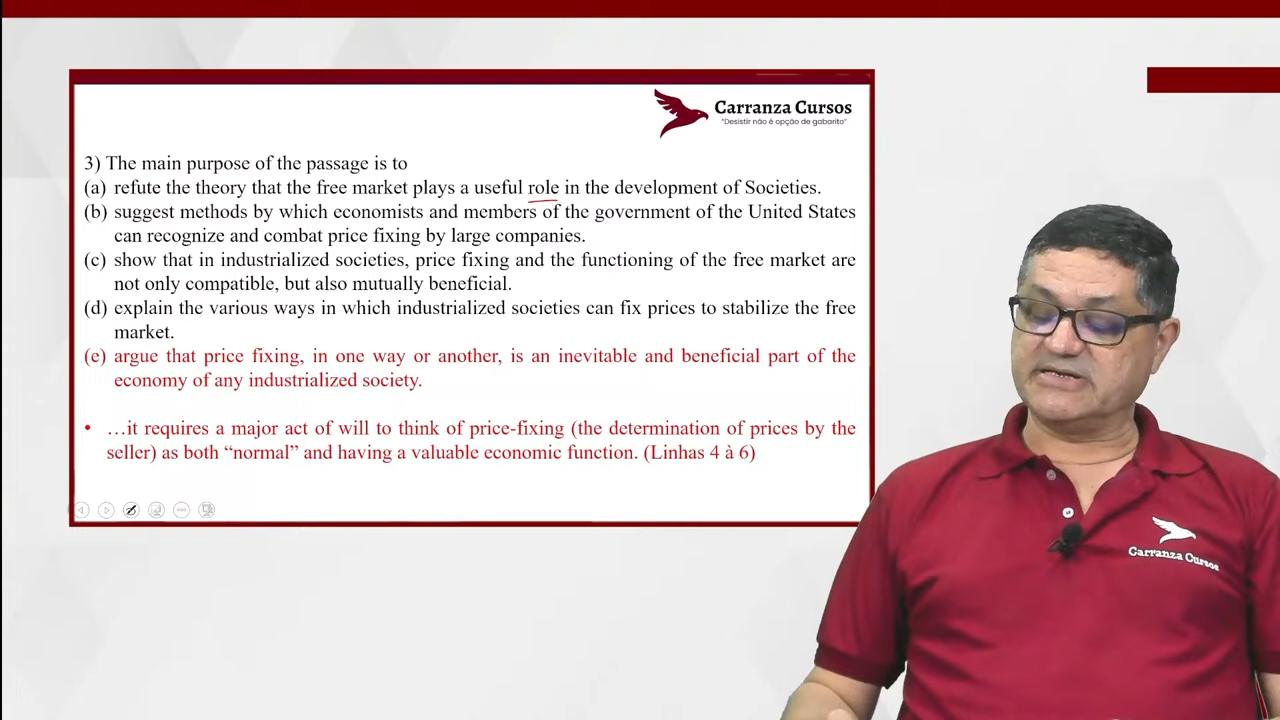 Carranza Cursos
"Desistir não é opção de gabarito"
3) The main purpose of the passage is to
(a) refute the theory that the free market plays a useful role in the development of Societies.
(b) suggest methods by which economists and members of the government of the United States
can recognize and combat price fixing by large companies.
(c) show that in industrialized societies, price fixing and the functioning of the free market are
not only compatible, but also mutually beneficial.
(d) explain the various ways in which industrialized societies can fix prices to stabilize the free
market.
(e) argue that price fixing, in one way or another, is an inevitable and beneficial part of the
economy of any industrialized society.
• …it requires a major act of will to think of price-fixing (the determination of prices by the
seller) as both “normal” and having a valuable economic function. (Linhas 4 à 6)
Carranza Cursos